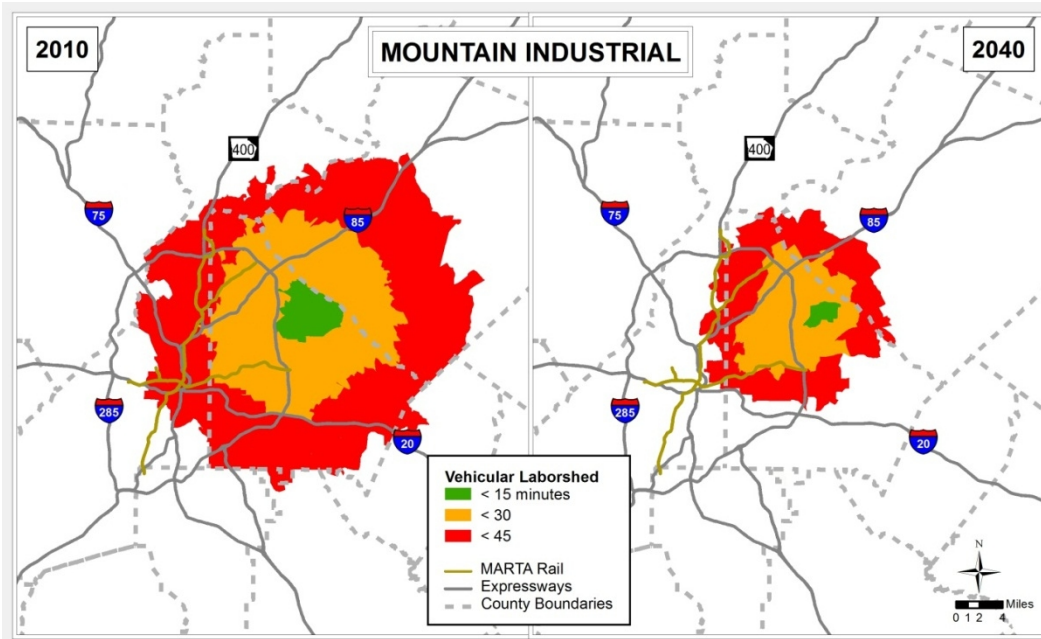 2010
MOUNTAIN INDUSTRIAL
2040
400
75
85
285
20
400
75
85
285
20
Vehicular Laborshed
< 15 minutes
< 30
< 45
MARTA Rail
Expressways
County Boundaries
N
Miles
0 1 2 4